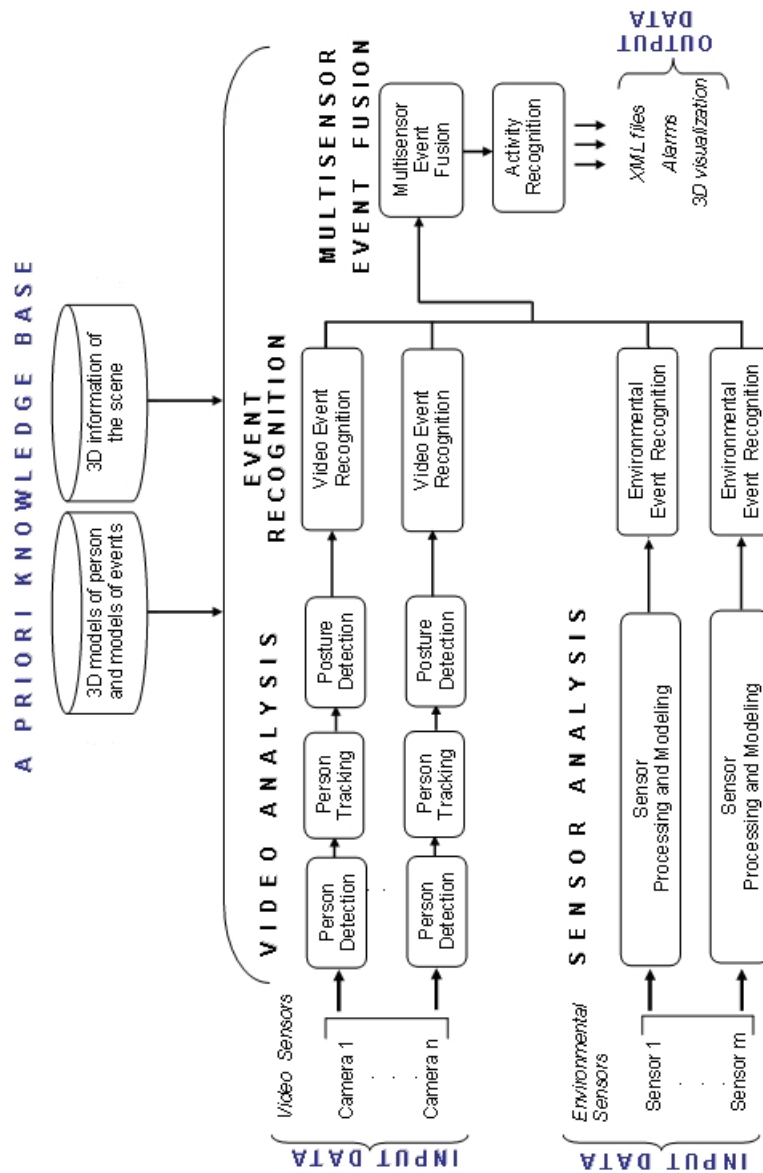 A PRIORI KNOWLEDGE BASE
3D models of person
and models of events
3D information of
the scene
VIDEO ANALYSIS
EVENT
RECOGNITION
MULTISENSOR
EVENT FUSION
INPUT DATA
Video Sensors
Camera 1
.
.
Camera n
Person
Detection
Person
Tracking
Posture
Detection
Video Event
Recognition
. .
Person
Detection
Person
Tracking
Posture
Detection
Video Event
Recognition
Multisensor
Event
Fusion
Activity
Recognition
XML files
Alarms
3D visualization
OUTPUT
DATA
SENSOR ANALYSIS
INPUT DATA
Environmental
Sensors
Sensor 1
. .
. .
Sensor m
Sensor
Processing and Modeling
Environmental
Event Recognition
Sensor
Processing and Modeling
Environmental
Event Recognition